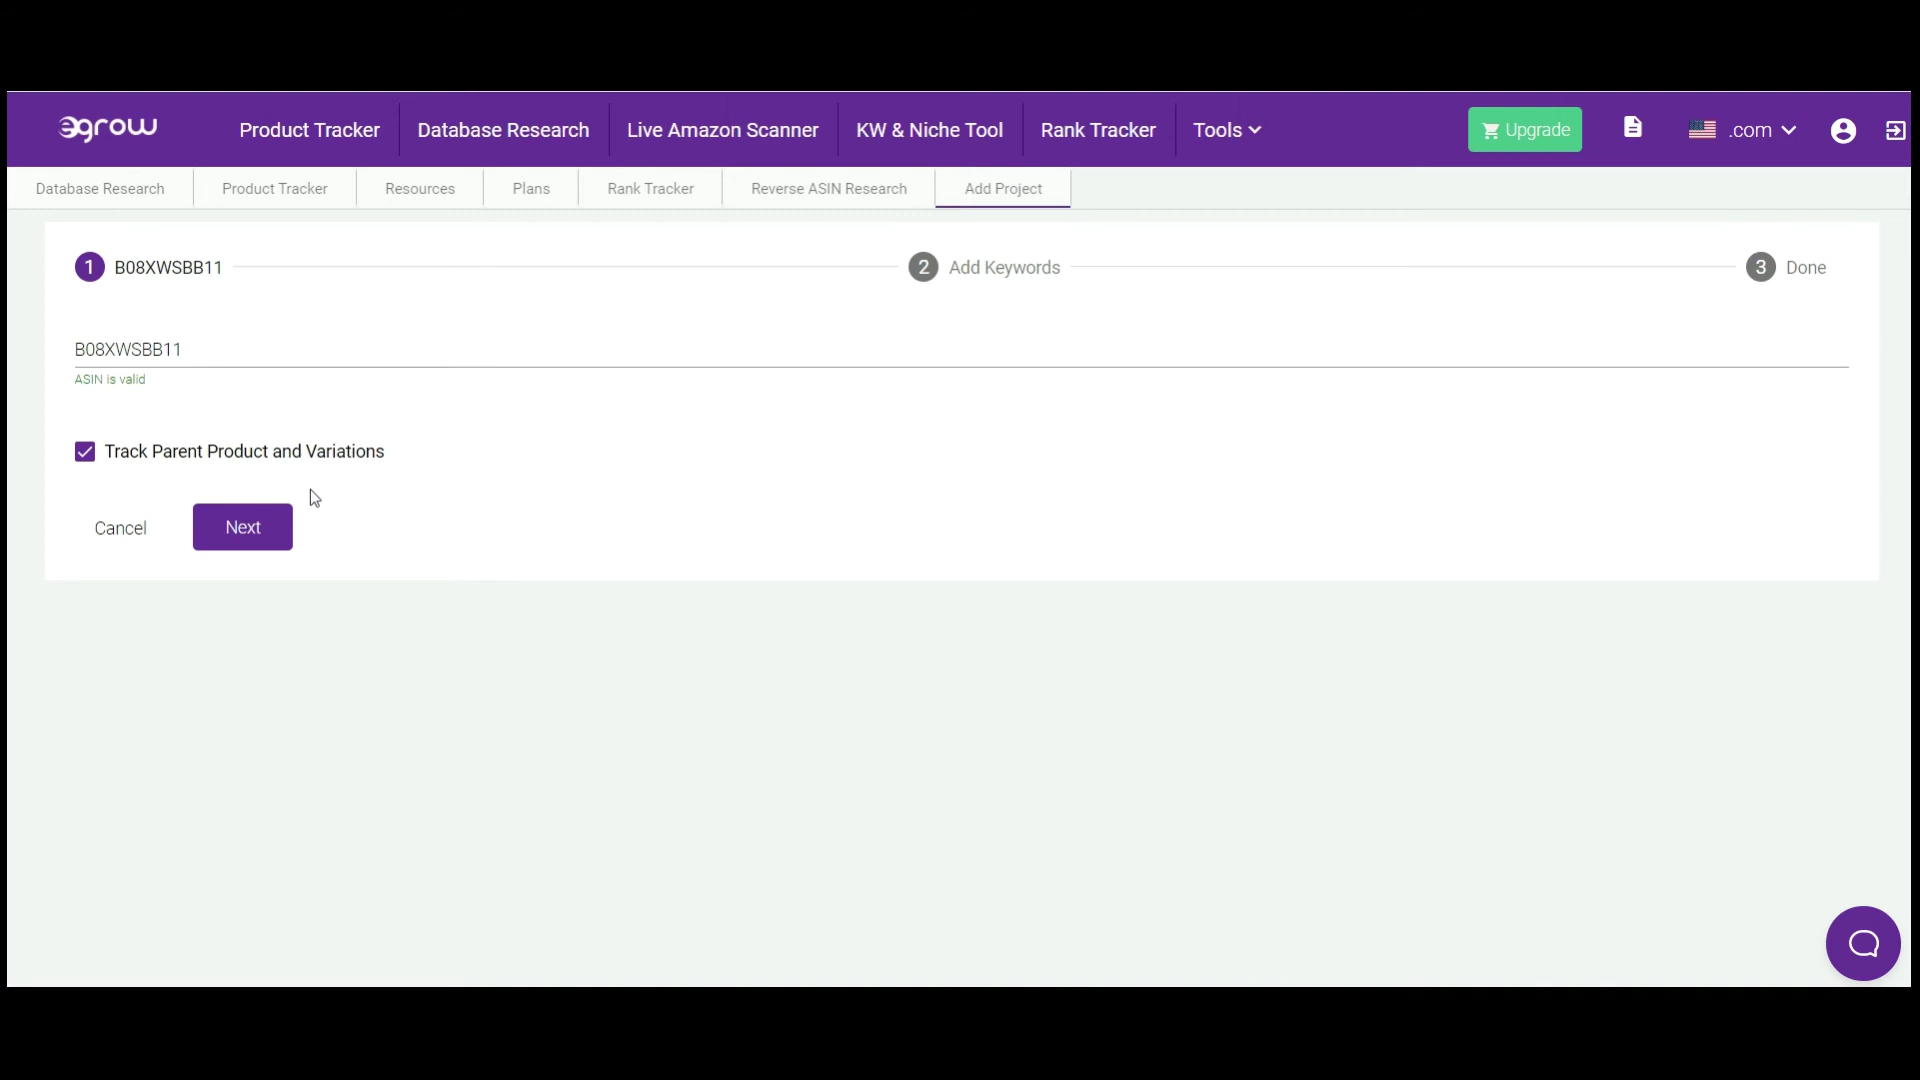 egrow
Product Tracker
Database Research
Live Amazon Scanner
KW & Niche Tool
Rank Tracker
Tools
Upgrade
.com
Database Research
Product Tracker
Resources
Plans
Rank Tracker
Reverse ASIN Research
Add Project
1 B08XWSBB11
2 Add Keywords
3 Done
B08XWSBB11
ASIN is valid
Track Parent Product and Variations
Cancel
Next